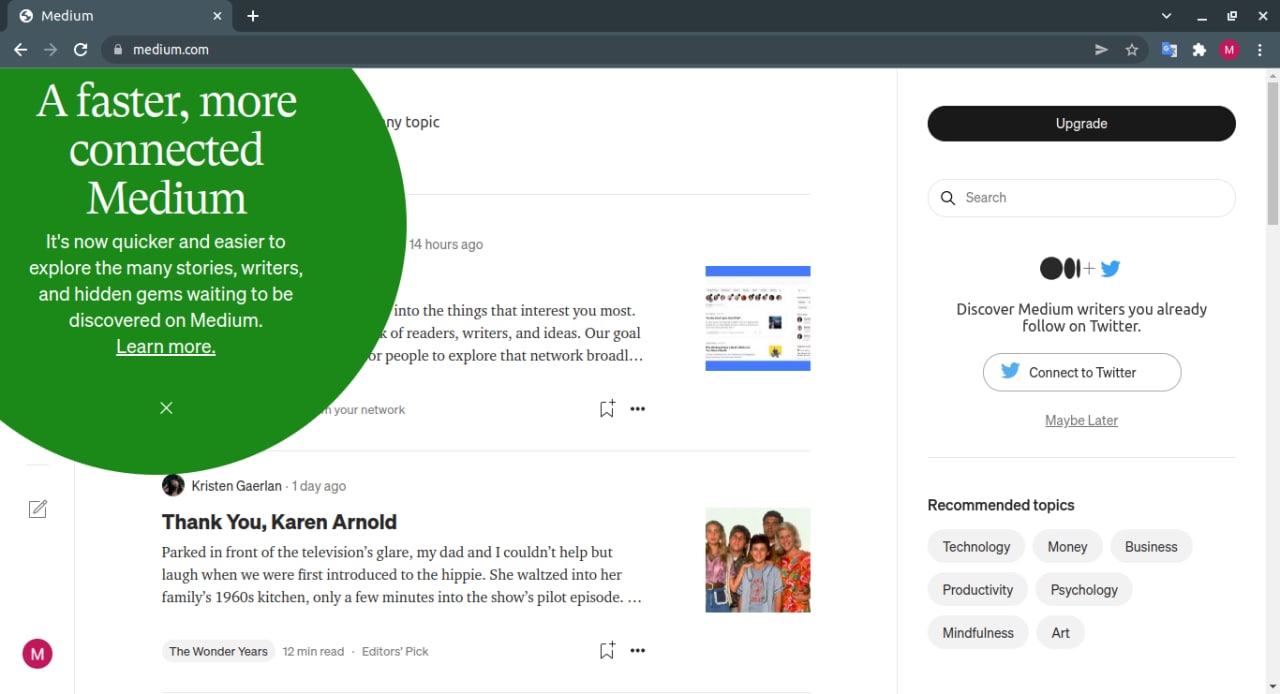 Medium
medium.com
M
A faster, more
connected
Medium
It's now quicker and easier to
explore the many stories, writers,
and hidden gems waiting to be
discovered on Medium.
Learn more.
ny topic
14 hours ago
into the things that interest you most.
of readers, writers, and ideas. Our goal
or people to explore that network broadl...
your network
Kristen Gaerlan · 1 day ago
Thank You, Karen Arnold
Parked in front of the television’s glare, my dad and I couldn’t help but
laugh when we were first introduced to the hippie. She waltzed into her
family’s 1960s kitchen, only a few minutes into the show’s pilot episode. …
The Wonder Years 12 min read · Editors' Pick
M
Upgrade
Search
Discover Medium writers you already
follow on Twitter.
Connect to Twitter
Maybe Later
Recommended topics
Technology Money Business
Productivity Psychology
Mindfulness Art